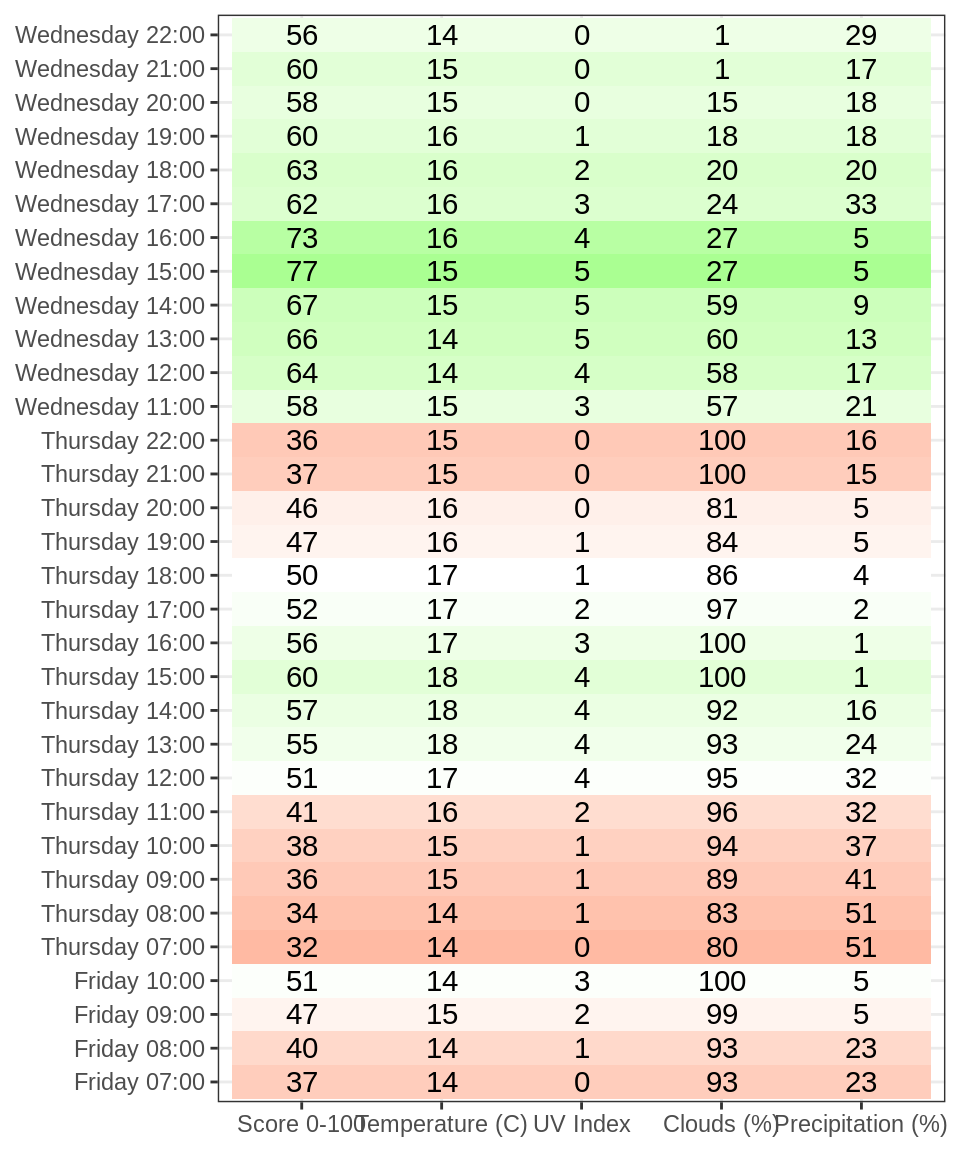 Wednesday 22:00 56 14 0 1 29
Wednesday 21:00 60 15 0 1 17
Wednesday 20:00 58 15 0 15 18
Wednesday 19:00 60 16 1 18 18
Wednesday 18:00 63 16 2 20 20
Wednesday 17:00 62 16 3 24 33
Wednesday 16:00 73 16 4 27 5
Wednesday 15:00 77 15 5 27 5
Wednesday 14:00 67 15 5 59 9
Wednesday 13:00 66 14 5 60 13
Wednesday 12:00 64 14 4 58 17
Wednesday 11:00 58 15 3 57 21
Thursday 22:00 36 15 0 100 16
Thursday 21:00 37 15 0 100 15
Thursday 20:00 46 16 0 81 5
Thursday 19:00 47 16 1 84 5
Thursday 18:00 50 17 1 86 4
Thursday 17:00 52 17 2 97 2
Thursday 16:00 56 17 3 100 1
Thursday 15:00 60 18 4 100 1
Thursday 14:00 57 18 4 92 16
Thursday 13:00 55 18 4 93 24
Thursday 12:00 51 17 4 95 32
Thursday 11:00 41 16 2 96 32
Thursday 10:00 38 15 1 94 37
Thursday 09:00 36 15 1 89 41
Thursday 08:00 34 14 1 83 51
Thursday 07:00 32 14 0 80 51
Friday 10:00 51 14 3 100 5
Friday 09:00 47 15 2 99 5
Friday 08:00 40 14 1 93 23
Friday 07:00 37 14 0 93 23
Score 0-100 Temperature (C) UV Index Clouds (%) Precipitation (%)